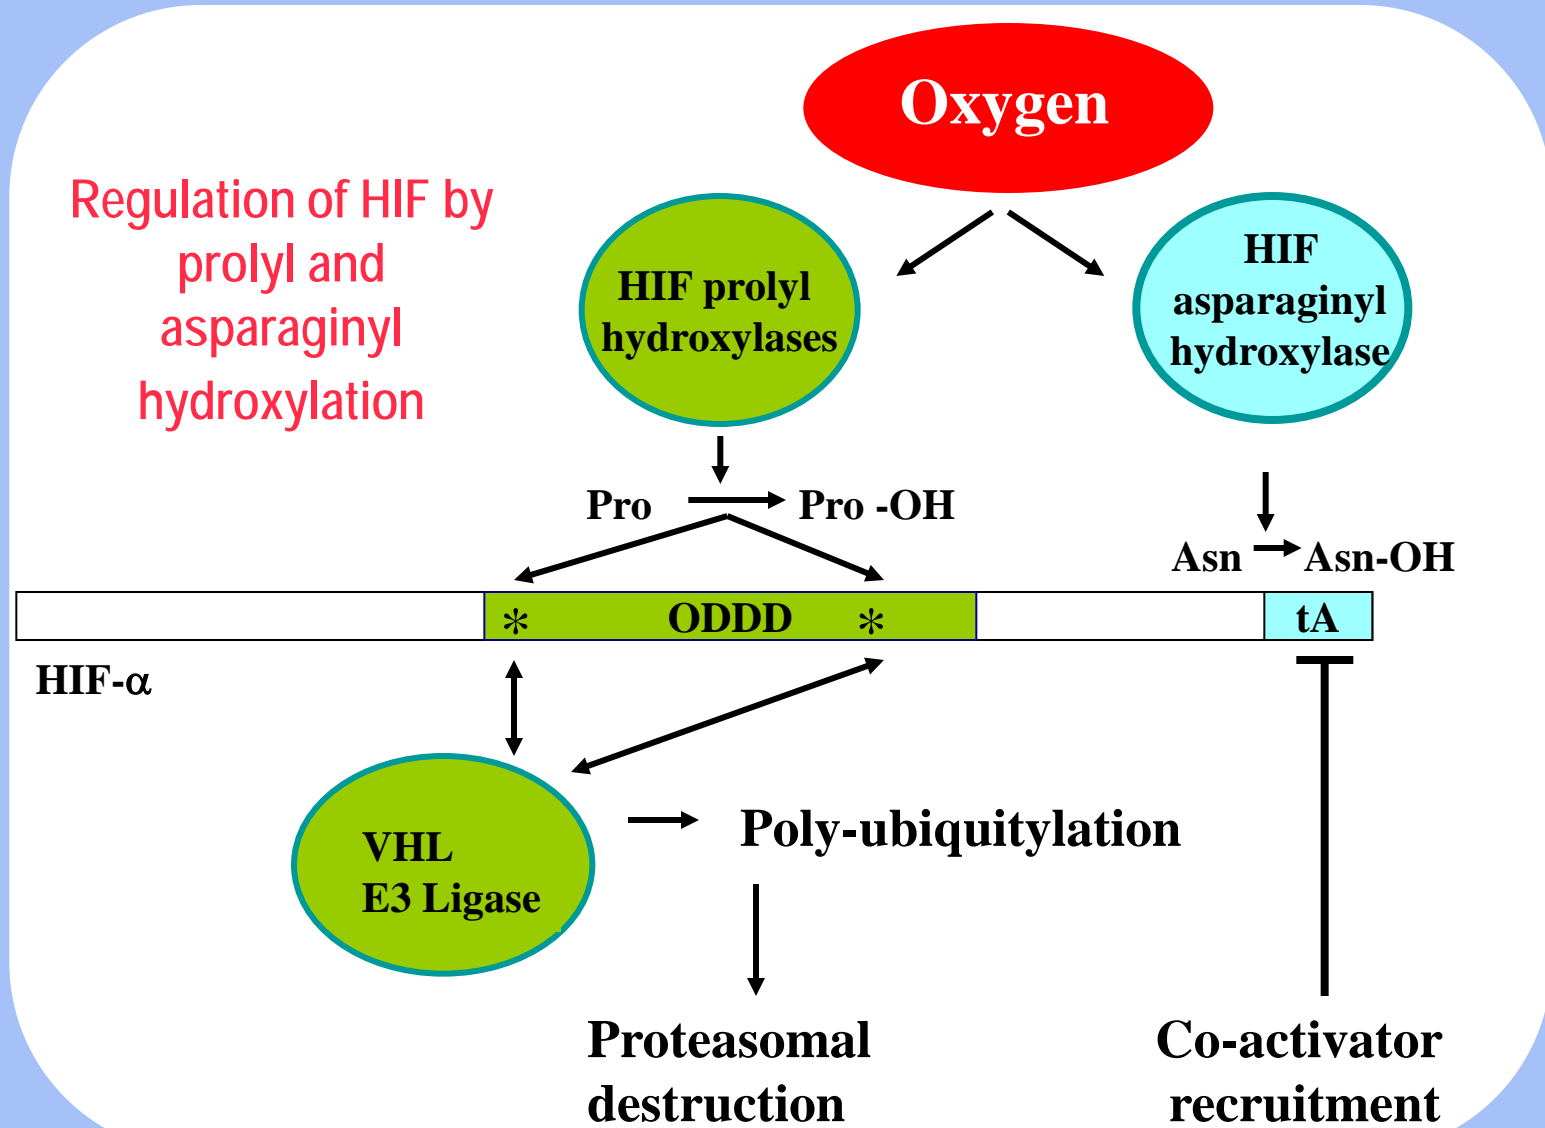 Oxygen
Regulation of HIF by
prolyl and
asparaginyl
hydroxylation
HIF prolyl
hydroxylases
HIF
asparaginyl
hydroxylase
Pro
Pro -OH
Asn
Asn-OH
*
ODDD
*
tA
HIF-α
VHL
E3 Ligase
Poly-ubiquitylation
Proteasomal
destruction
Co-activator
recruitment